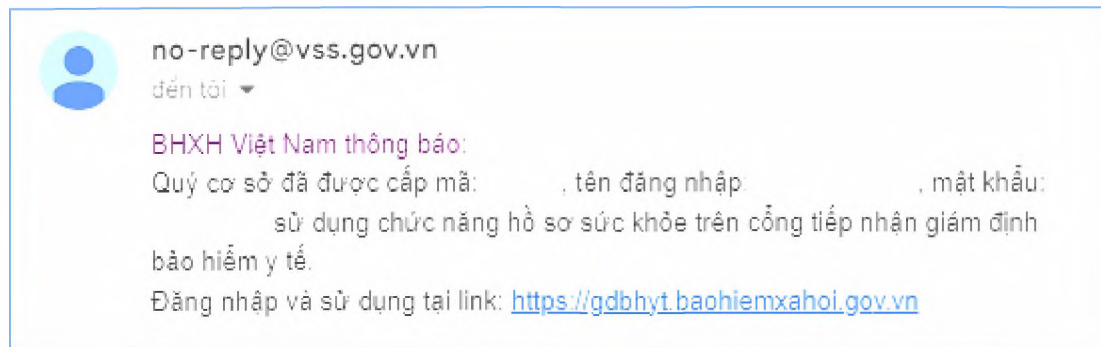 no-reply@vss.gov.vn
đến tôi
BHXH Việt Nam thông báo:
Quý cơ sở đã được cấp mã: , tên đăng nhập: , mật khẩu:
sử dụng chức năng hồ sơ sức khỏe trên cổng tiếp nhận giám định
bảo hiểm y tế.
Đăng nhập và sử dụng tại link: https://gdbhyt.baohiemxahoi.gov.vn